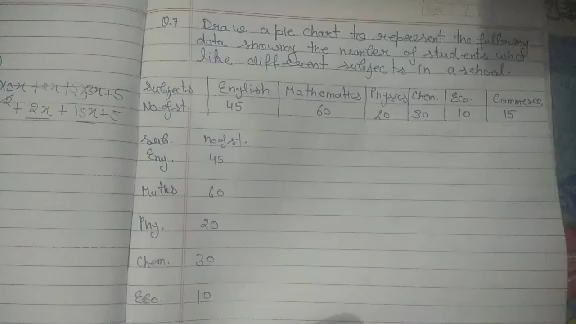 Q.7 Draw a pie chart to represent the following
data showing the number of students who
like different subjects in a school.
Subjects English Mathematics Physics Chem. Eco. Commerce
No.of st. 45 60 20 30 10 15
Sub. No.of st.
Eng. 45
Maths 60
Phy. 20
Chem. 30
Eco 10